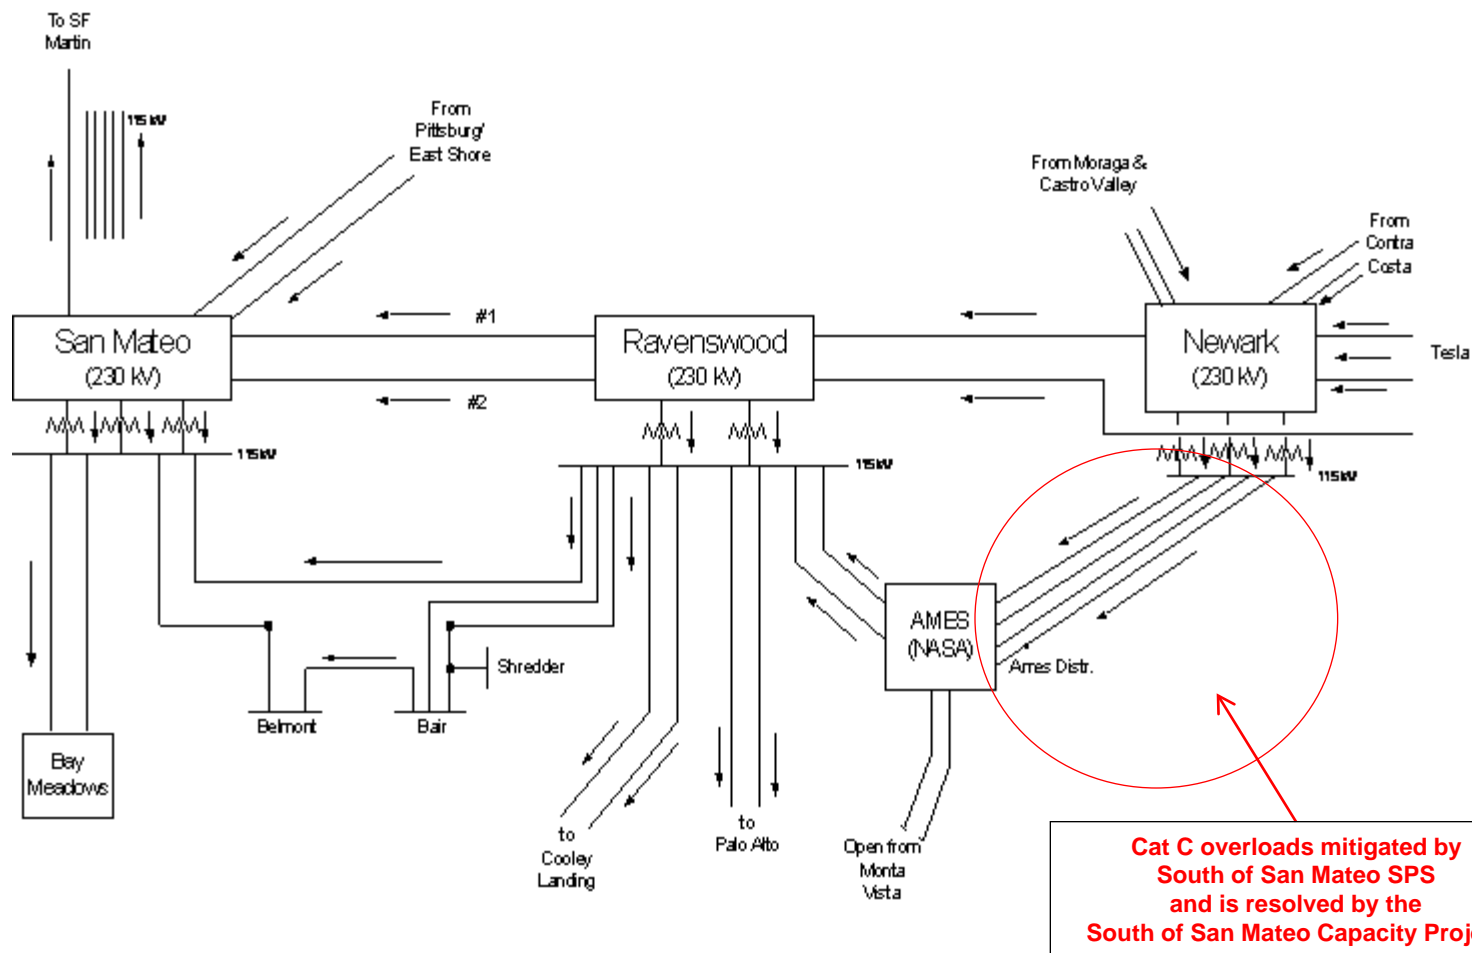 To SF
Martin
115 kV
From
Pittsburg/
East Shore
From Moraga &
Castro Valley
From
Contra
Costa
#1
San Mateo
(230 kV)
Ravenswood
(230 kV)
Newark
(230 kV)
Tesla
#2
115 kV
115 kV
115 kV
AMES
(NASA)
Ames Distr.
Shredder
Belmont
Bair
Bay
Meadows
to
Cooley
Landing
to
Palo Alto
Open from
Monta
Vista
Cat C overloads mitigated by
South of San Mateo SPS
and is resolved by the
South of San Mateo Capacity Proj